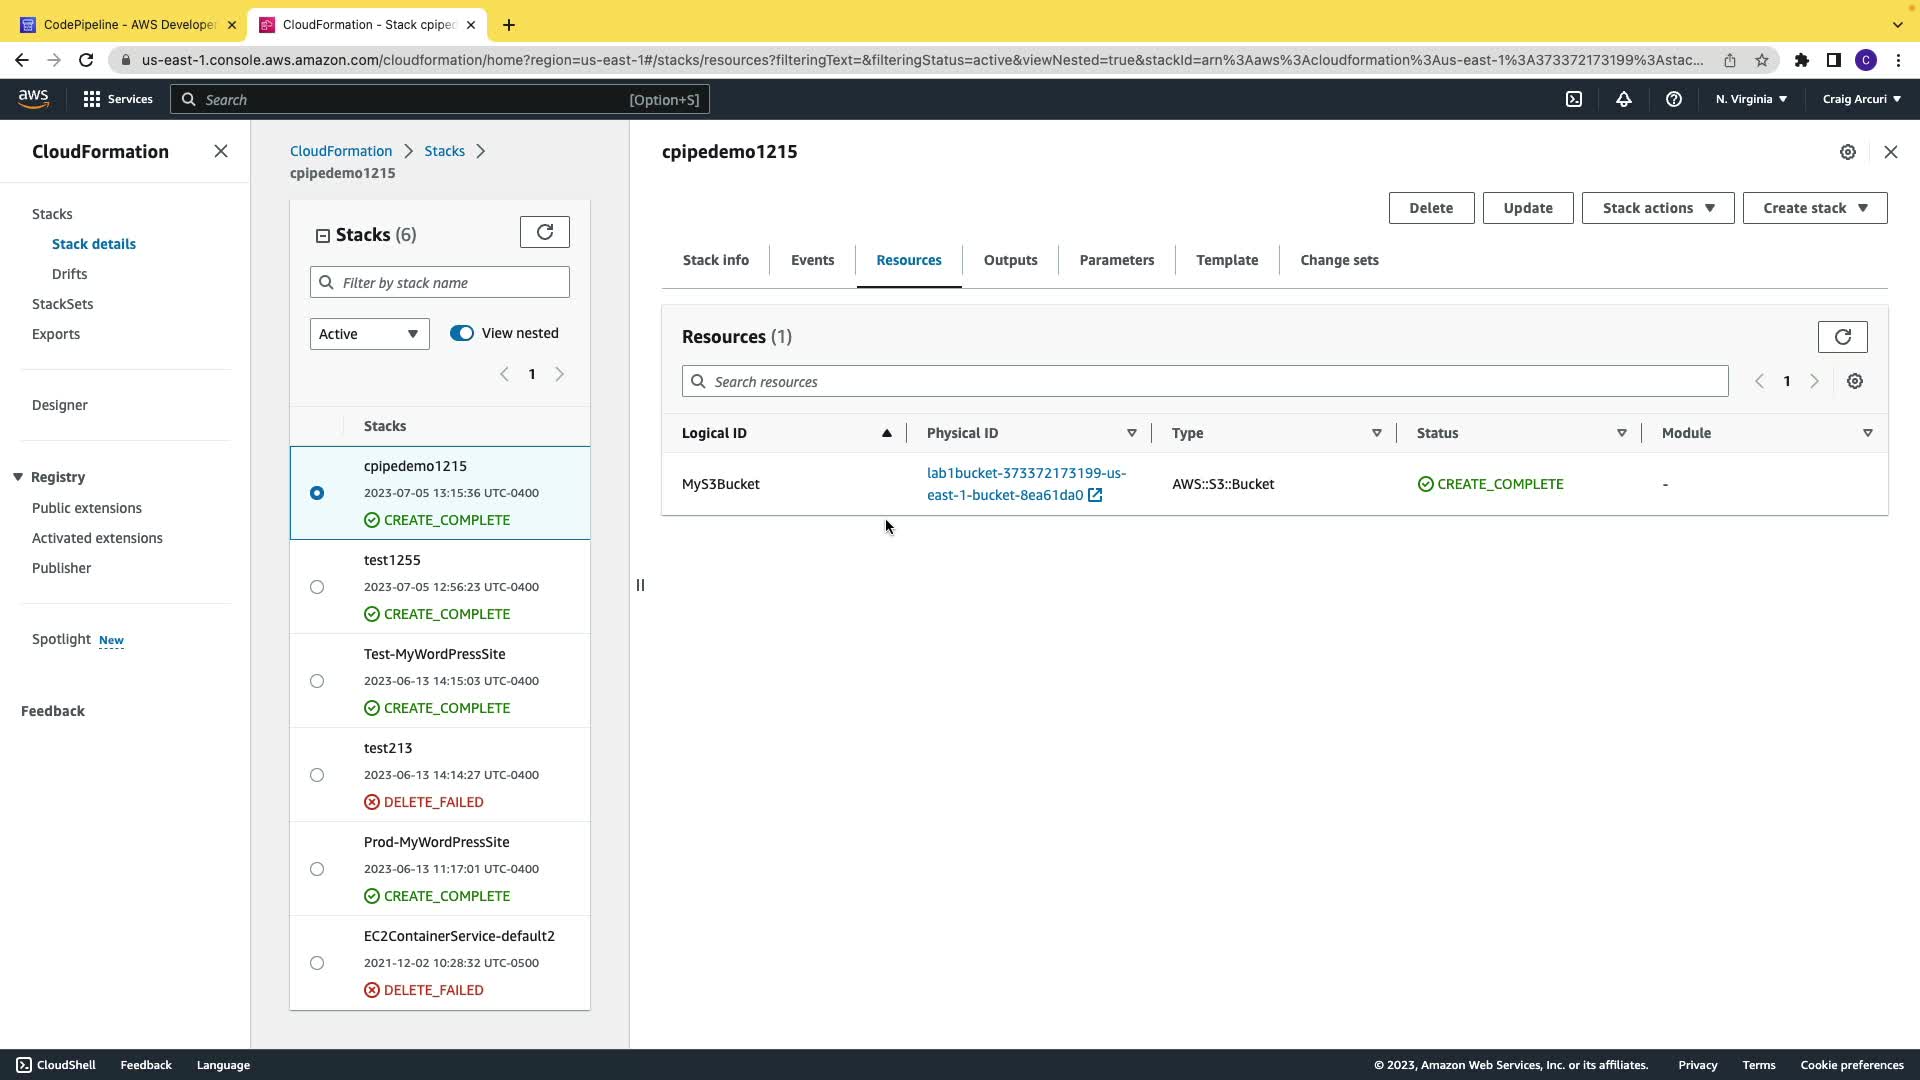 CodePipeline - AWS Developer
CloudFormation - Stack cpiped
us-east-1.console.aws.amazon.com/cloudformation/home?region=us-east-1#/stacks/resources?filteringText=&filteringStatus=active&viewNested=true&stackId=arn%3Aaws%3Acloudformation%3Aus-east-1%3A373372173199%3Astac...
C
aws
Services
Search
[Option+S]
N. Virginia
Craig Arcuri
CloudFormation
Stacks
Stack details
Drifts
StackSets
Exports
Designer
Registry
Public extensions
Activated extensions
Publisher
Spotlight New
Feedback
CloudFormation
Stacks
cpipedemo1215
Stacks (6)
Filter by stack name
Active
View nested
1
Stacks
cpipedemo1215
2023-07-05 13:15:36 UTC-0400
CREATE_COMPLETE
test1255
2023-07-05 12:56:23 UTC-0400
CREATE_COMPLETE
Test-MyWordPressSite
2023-06-13 14:15:03 UTC-0400
CREATE_COMPLETE
test213
2023-06-13 14:14:27 UTC-0400
DELETE_FAILED
Prod-MyWordPressSite
2023-06-13 11:17:01 UTC-0400
CREATE_COMPLETE
EC2ContainerService-default2
2021-12-02 10:28:32 UTC-0500
DELETE_FAILED
cpipedemo1215
Delete
Update
Stack actions
Create stack
Stack info
Events
Resources
Outputs
Parameters
Template
Change sets
Resources (1)
Search resources
1
Logical ID
Physical ID
Type
Status
Module
MyS3Bucket
lab1bucket-373372173199-us-
east-1-bucket-8ea61da0
AWS::S3::Bucket
CREATE_COMPLETE
-
CloudShell
Feedback
Language
© 2023, Amazon Web Services, Inc. or its affiliates.
Privacy
Terms
Cookie preferences